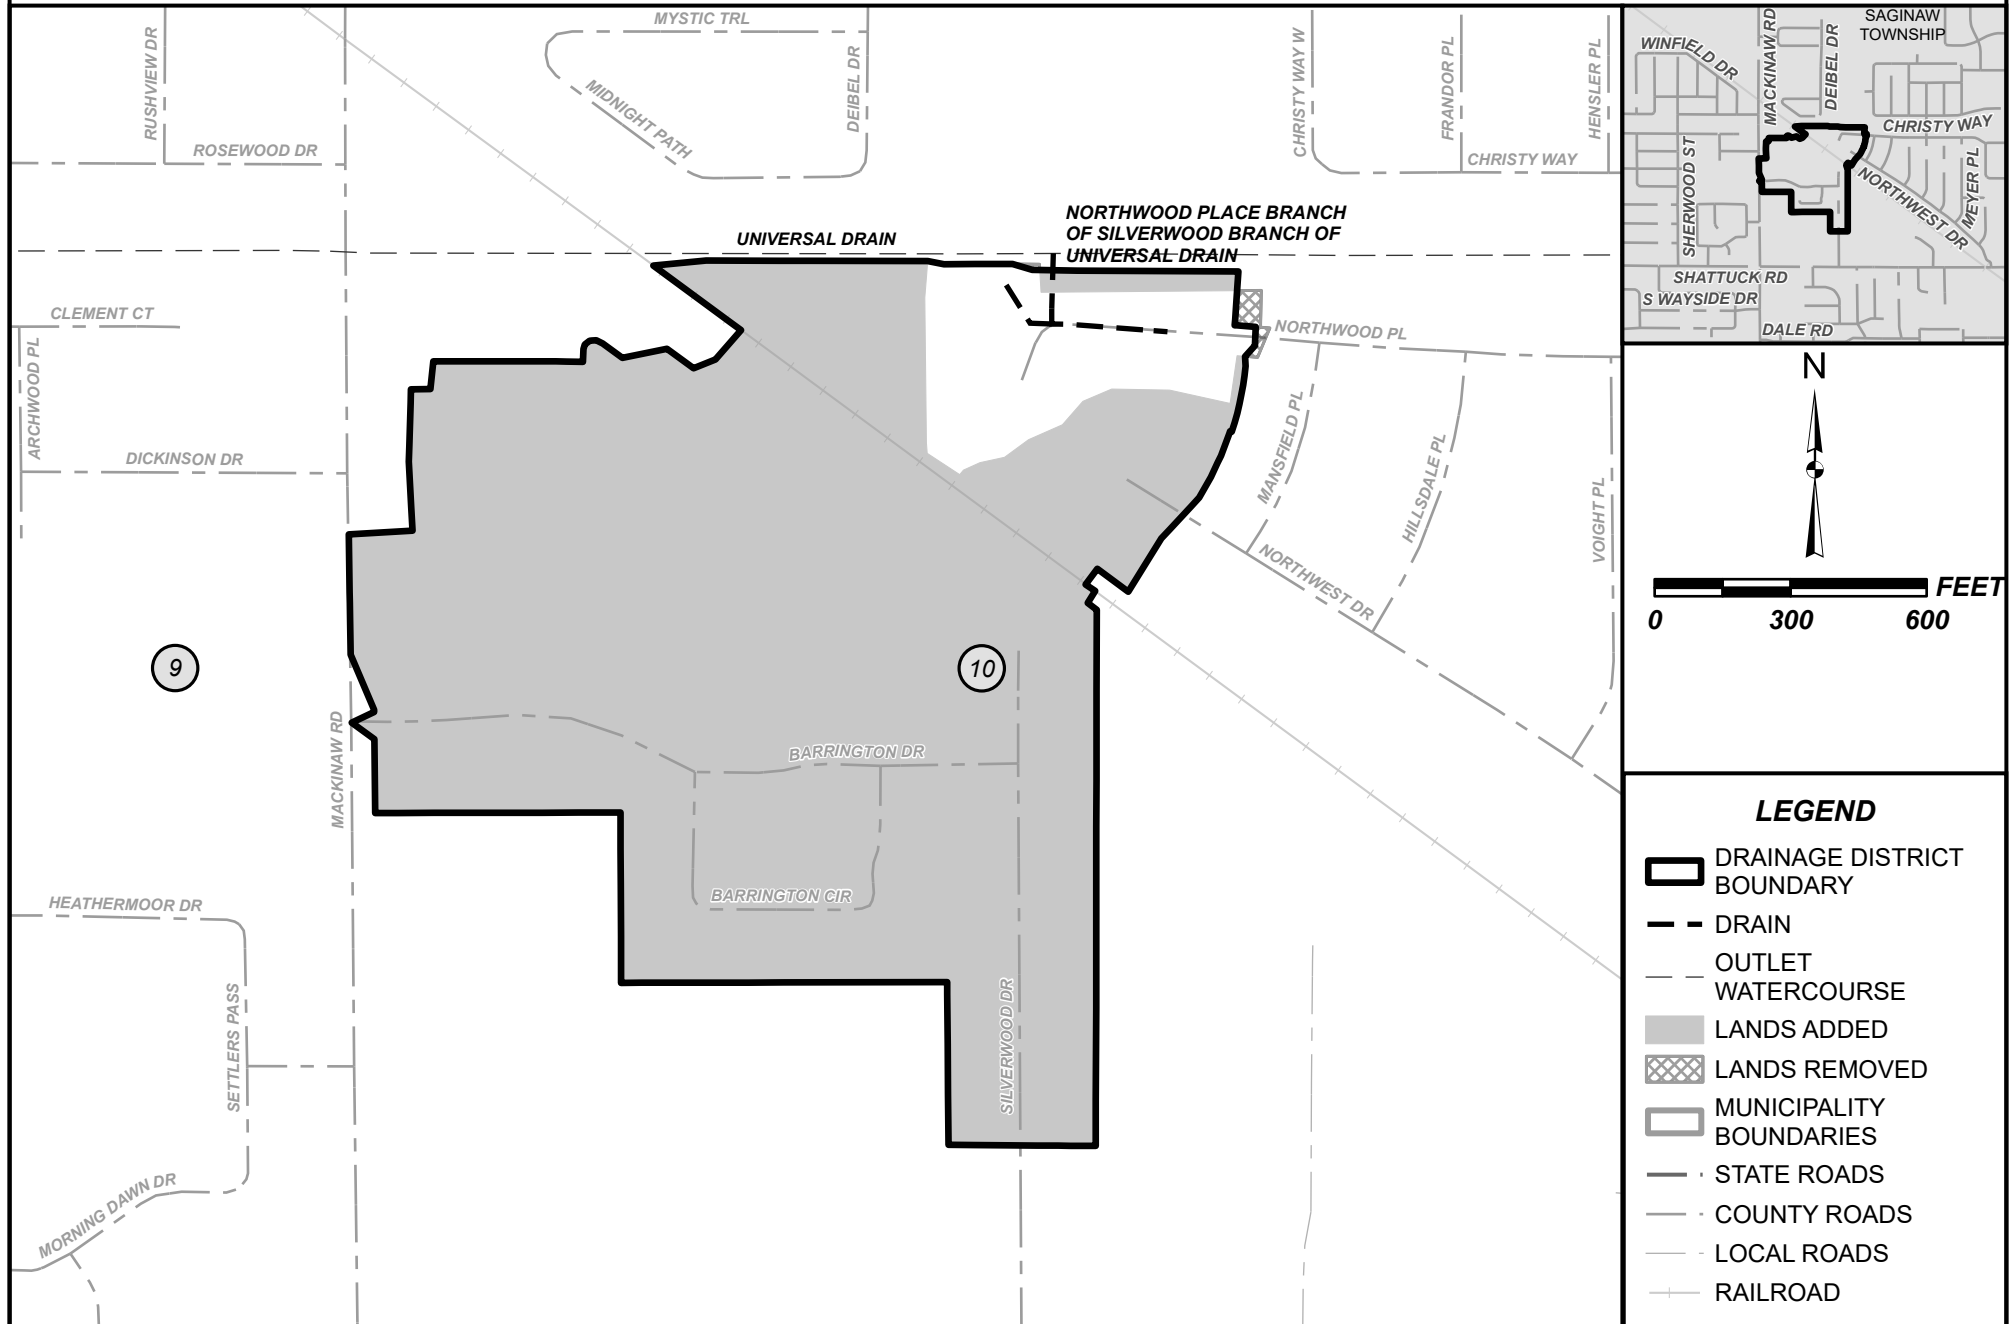 MYSTIC TRL
RUSHVIEW DR
DEIBEL DR
MIDNIGHT PATH
CHRISTY WAY W
FRANDOR PL
HENSLER PL
ROSEWOOD DR
CHRISTY WAY
UNIVERSAL DRAIN
NORTHWOOD PLACE BRANCH
OF SILVERWOOD BRANCH OF
UNIVERSAL DRAIN
CLEMENT CT
ARCHWOOD PL
DICKINSON DR
NORTHWOOD PL
MANSFIELD PL
HILLSDALE PL
VOIGHT PL
NORTHWEST DR
9
10
MACKINAW RD
BARRINGTON DR
BARRINGTON CIR
HEATHERMOOR DR
SETTLERS PASS
SILVERWOOD DR
MORNING DAWN DR
SAGINAW
TOWNSHIP
WINFIELD DR
MACKINAW RD
DEIBEL DR
CHRISTY WAY
SHERWOOD ST
MEYER PL
NORTHWEST DR
SHATTUCK RD
S WAYSIDE DR
DALE RD
N
FEET
0 300 600
LEGEND
DRAINAGE DISTRICT
BOUNDARY
DRAIN
OUTLET
WATERCOURSE
LANDS ADDED
LANDS REMOVED
MUNICIPALITY
BOUNDARIES
STATE ROADS
COUNTY ROADS
LOCAL ROADS
RAILROAD